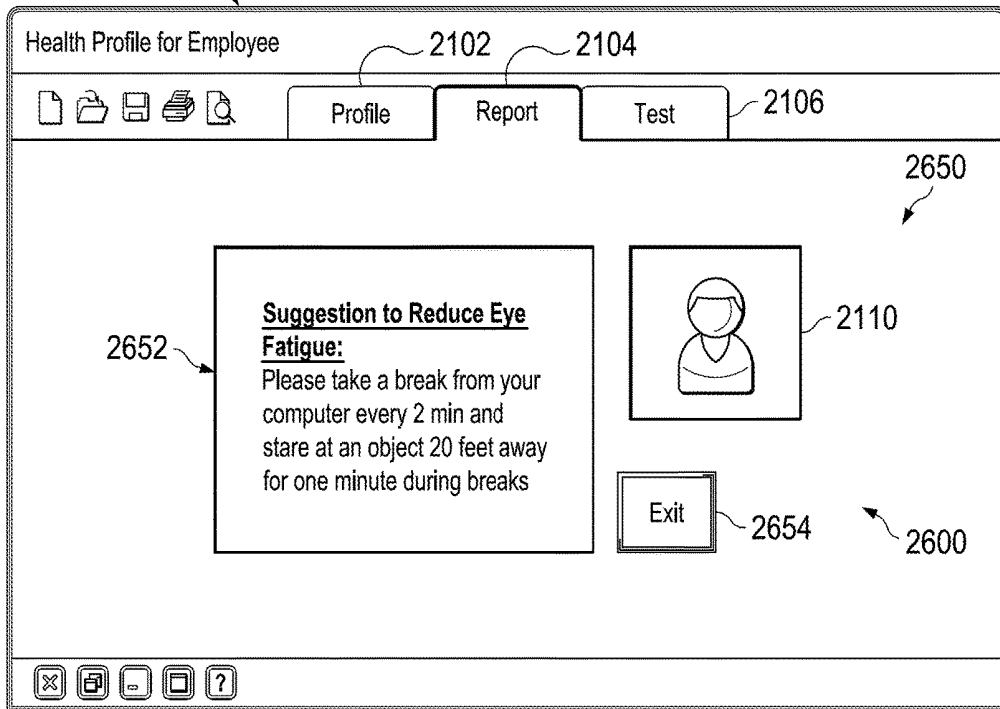 Health Profile for Employee
2102
2104
Profile
Report
Test
2106
2650
Suggestion to Reduce Eye
Fatigue:
Please take a break from your
computer every 2 min and
stare at an object 20 feet away
for one minute during breaks
2652
2110
Exit
2654
2600
?